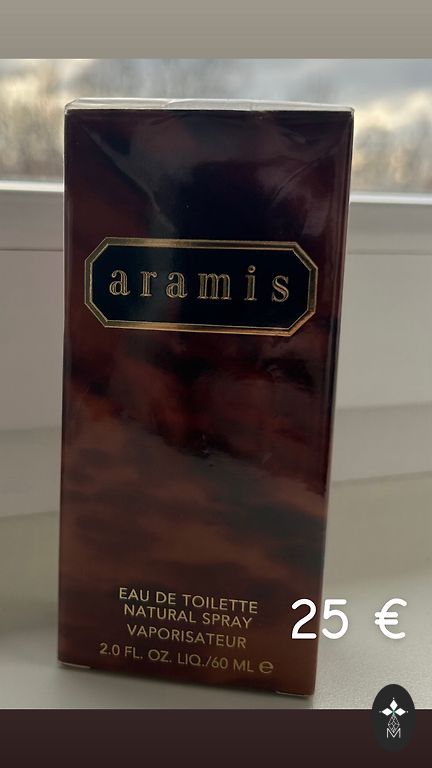 aramis
EAU DE TOILETTE
NATURAL SPRAY
VAPORISATEUR
2.0 FL. OZ. LIQ./60 ML ℮
25 €
M